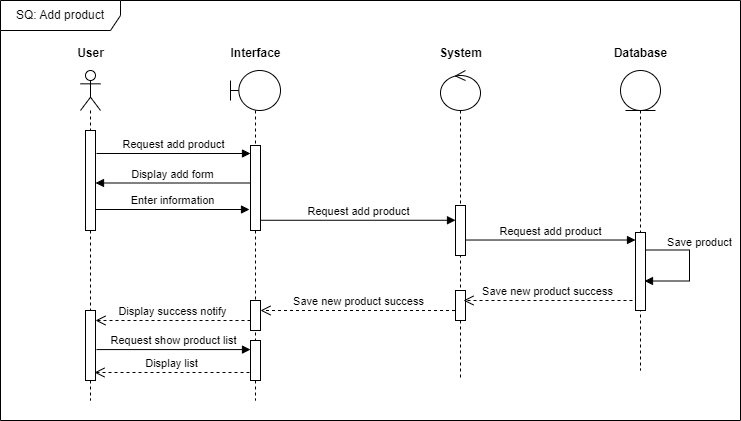 SQ: Add product
User
Interface
System
Database
Request add product
Display add form
Enter information
Request add product
Request add product
Save product
Save new product success
Save new product success
Display success notify
Request show product list
Display list